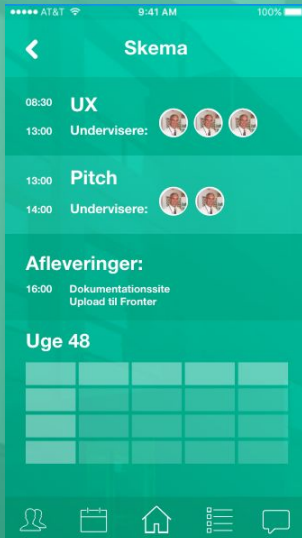 AT&T 9:41 AM 100%
Skema
08:30 UX
13:00 Undervisere:
13:00 Pitch
14:00 Undervisere:
Afleveringer:
16:00 Dokumentationssite
Upload til Fronter
Uge 48